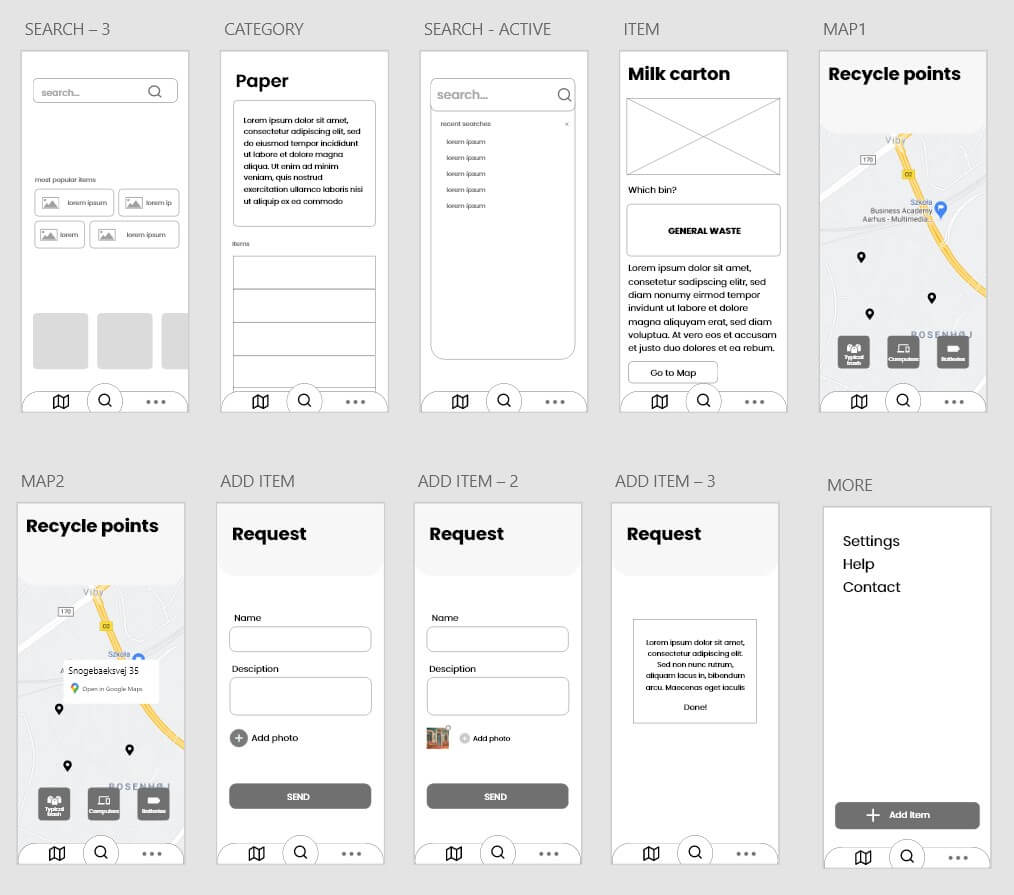 SEARCH – 3
search...
most popular items
lorem ipsum
lorem ip
lorem
lorem ipsum
CATEGORY
Paper
Lorem ipsum dolor sit amet,
consectetur adipiscing elit, sed
do eiusmod tempor incididunt
ut labore et dolore magna
aliqua. Ut enim ad minim
veniam, quis nostrud
exercitation ullamco laboris nisi
ut aliquip ex ea commodo
items
SEARCH - ACTIVE
search...
recent searches
×
lorem ipsum
lorem ipsum
lorem ipsum
lorem ipsum
lorem ipsum
ITEM
Milk carton
Which bin?
GENERAL WASTE
Lorem ipsum dolor sit amet,
consetetur sadipscing elitr, sed
diam nonumy eirmod tempor
invidunt ut labore et dolore
magna aliquyam erat, sed diam
voluptua. At vero eos et accusam
et justo duo dolores et ea rebum.
Go to Map
MAP1
Recycle points
Viby
170
O2
Szkoła
Business Academy
Aarhus - Multimedia...
ROSENHØJ
Typical
trash
Computers
Batteries
MAP2
Recycle points
Viby
170
O2
Szkoła
Snogebaeksvej 35
Open in Google Maps
ROSENHØJ
Typical
trash
Computers
Batteries
ADD ITEM
Request
Name
Desciption
Add photo
SEND
ADD ITEM – 2
Request
Name
Desciption
Add photo
SEND
ADD ITEM – 3
Request
Lorem ipsum dolor sit amet,
consectetur adipiscing elit.
Sed non nunc rutrum,
aliquam lacus in, bibendum
arcu. Maecenas eget iaculis
Done!
MORE
Settings
Help
Contact
Add item